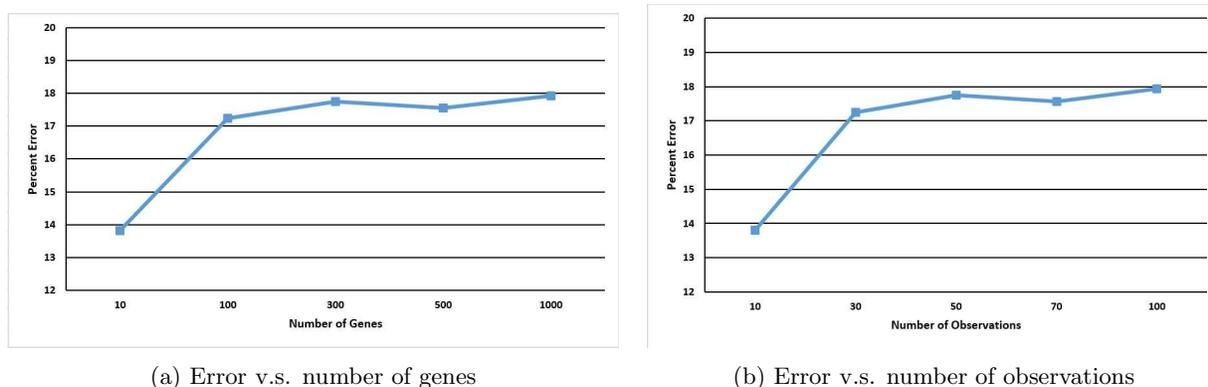 20
19
18
17
16
15
14
13
12
Percent Error
10 100 300 500 1000
Number of Genes
(a) Error v.s. number of genes
20
19
18
17
16
15
14
13
12
Percent Error
10 30 50 70 100
Number of Observations
(b) Error v.s. number of observations